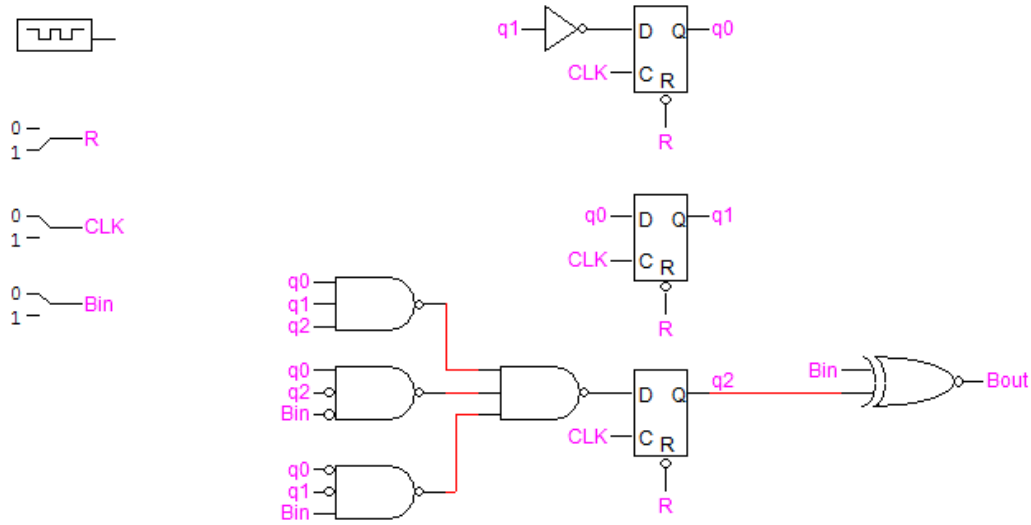 q1 D Q q0
CLK C R
R
0
1 R
q0 D Q q1
0
1 CLK
CLK C R
R
0
1 Bin
q0
q1
q2
q0
q2
Bin
D Q q2
CLK C R
R
Bin Bout
q0
q1
Bin